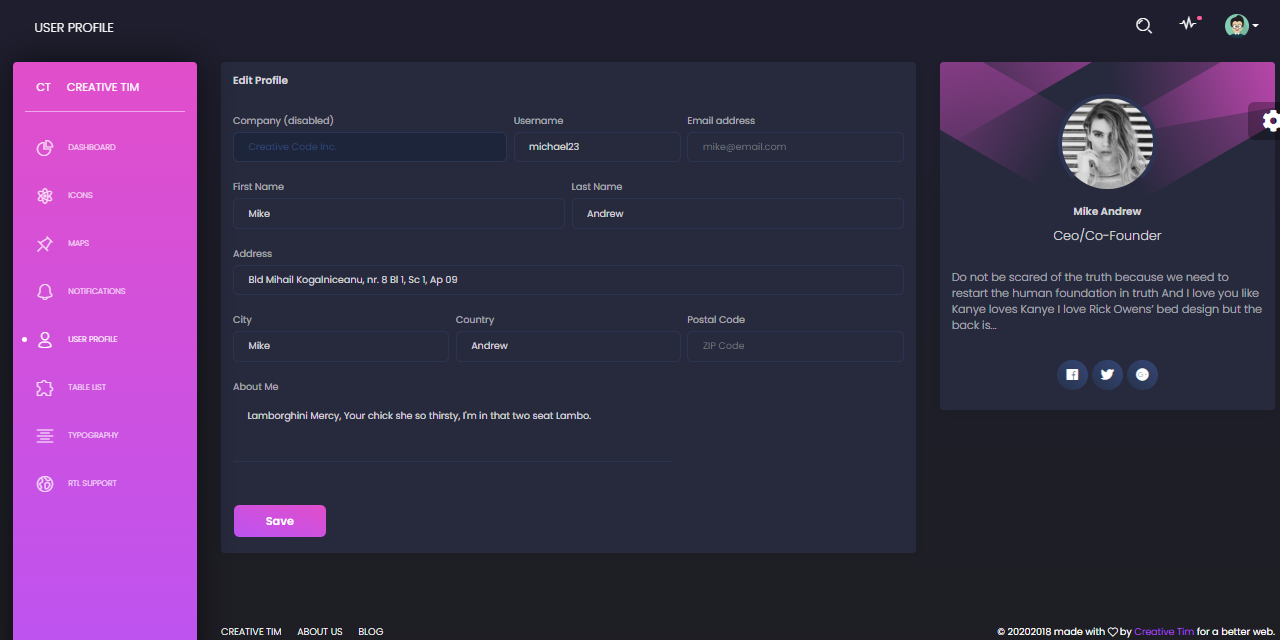 USER PROFILE
CT CREATIVE TIM
DASHBOARD
ICONS
MAPS
NOTIFICATIONS
USER PROFILE
TABLE LIST
TYPOGRAPHY
RTL SUPPORT
Edit Profile
Company (disabled) Username Email address
Creative Code Inc. michael23 mike@email.com
First Name Last Name
Mike Andrew
Address
Bld Mihail Kogalniceanu, nr. 8 Bl 1, Sc 1, Ap 09
City Country Postal Code
Mike Andrew ZIP Code
About Me
Lamborghini Mercy, Your chick she so thirsty, I'm in that two seat Lambo.
Save
Mike Andrew
Ceo/Co-Founder
Do not be scared of the truth because we need to
restart the human foundation in truth And I love you like
Kanye loves Kanye I love Rick Owens’ bed design but the
back is...
CREATIVE TIM ABOUT US BLOG
© 20202018 made with by Creative Tim for a better web.